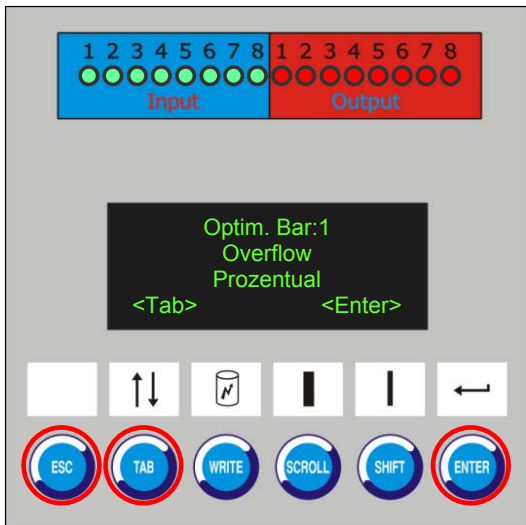 1 2 3 4 5 6 7 8 1 2 3 4 5 6 7 8
Input Output
Optim. Bar:1
Overflow
Prozentual
<Tab> <Enter>
ESC TAB WRITE SCROLL SHIFT ENTER